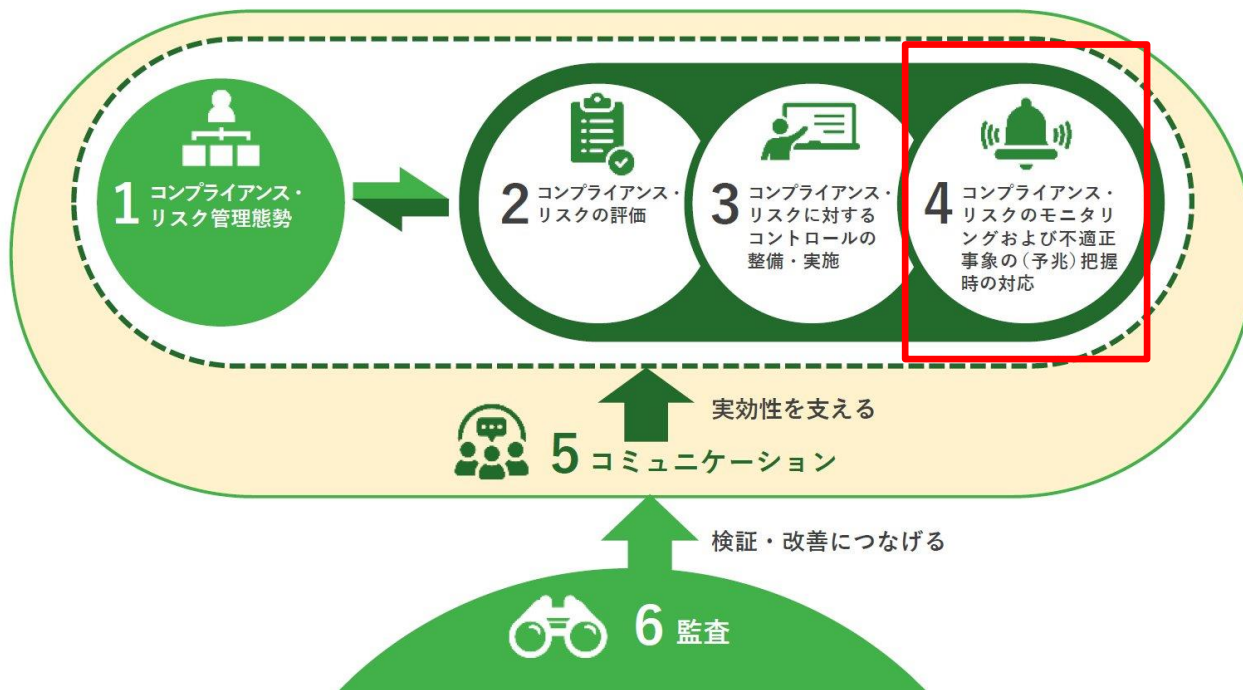 1 コンプライアンス・
リスク管理態勢
2 コンプライアンス・
リスクの評価
3 コンプライアンス・
リスクに対する
コントロールの
整備・実施
4 コンプライアンス・
リスクのモニタリ
ングおよび不適正
事象の(予兆)把握
時の対応
実効性を支える
5 コミュニケーション
検証・改善につなげる
6 監査